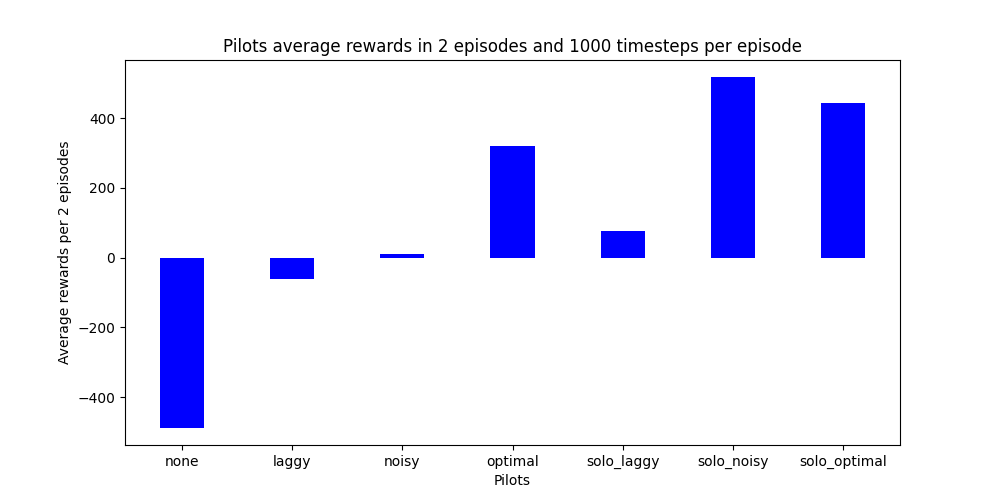 Pilots average rewards in 2 episodes and 1000 timesteps per episode
Average rewards per 2 episodes
400
200
0
−200
−400
none laggy noisy optimal solo_laggy solo_noisy solo_optimal
Pilots